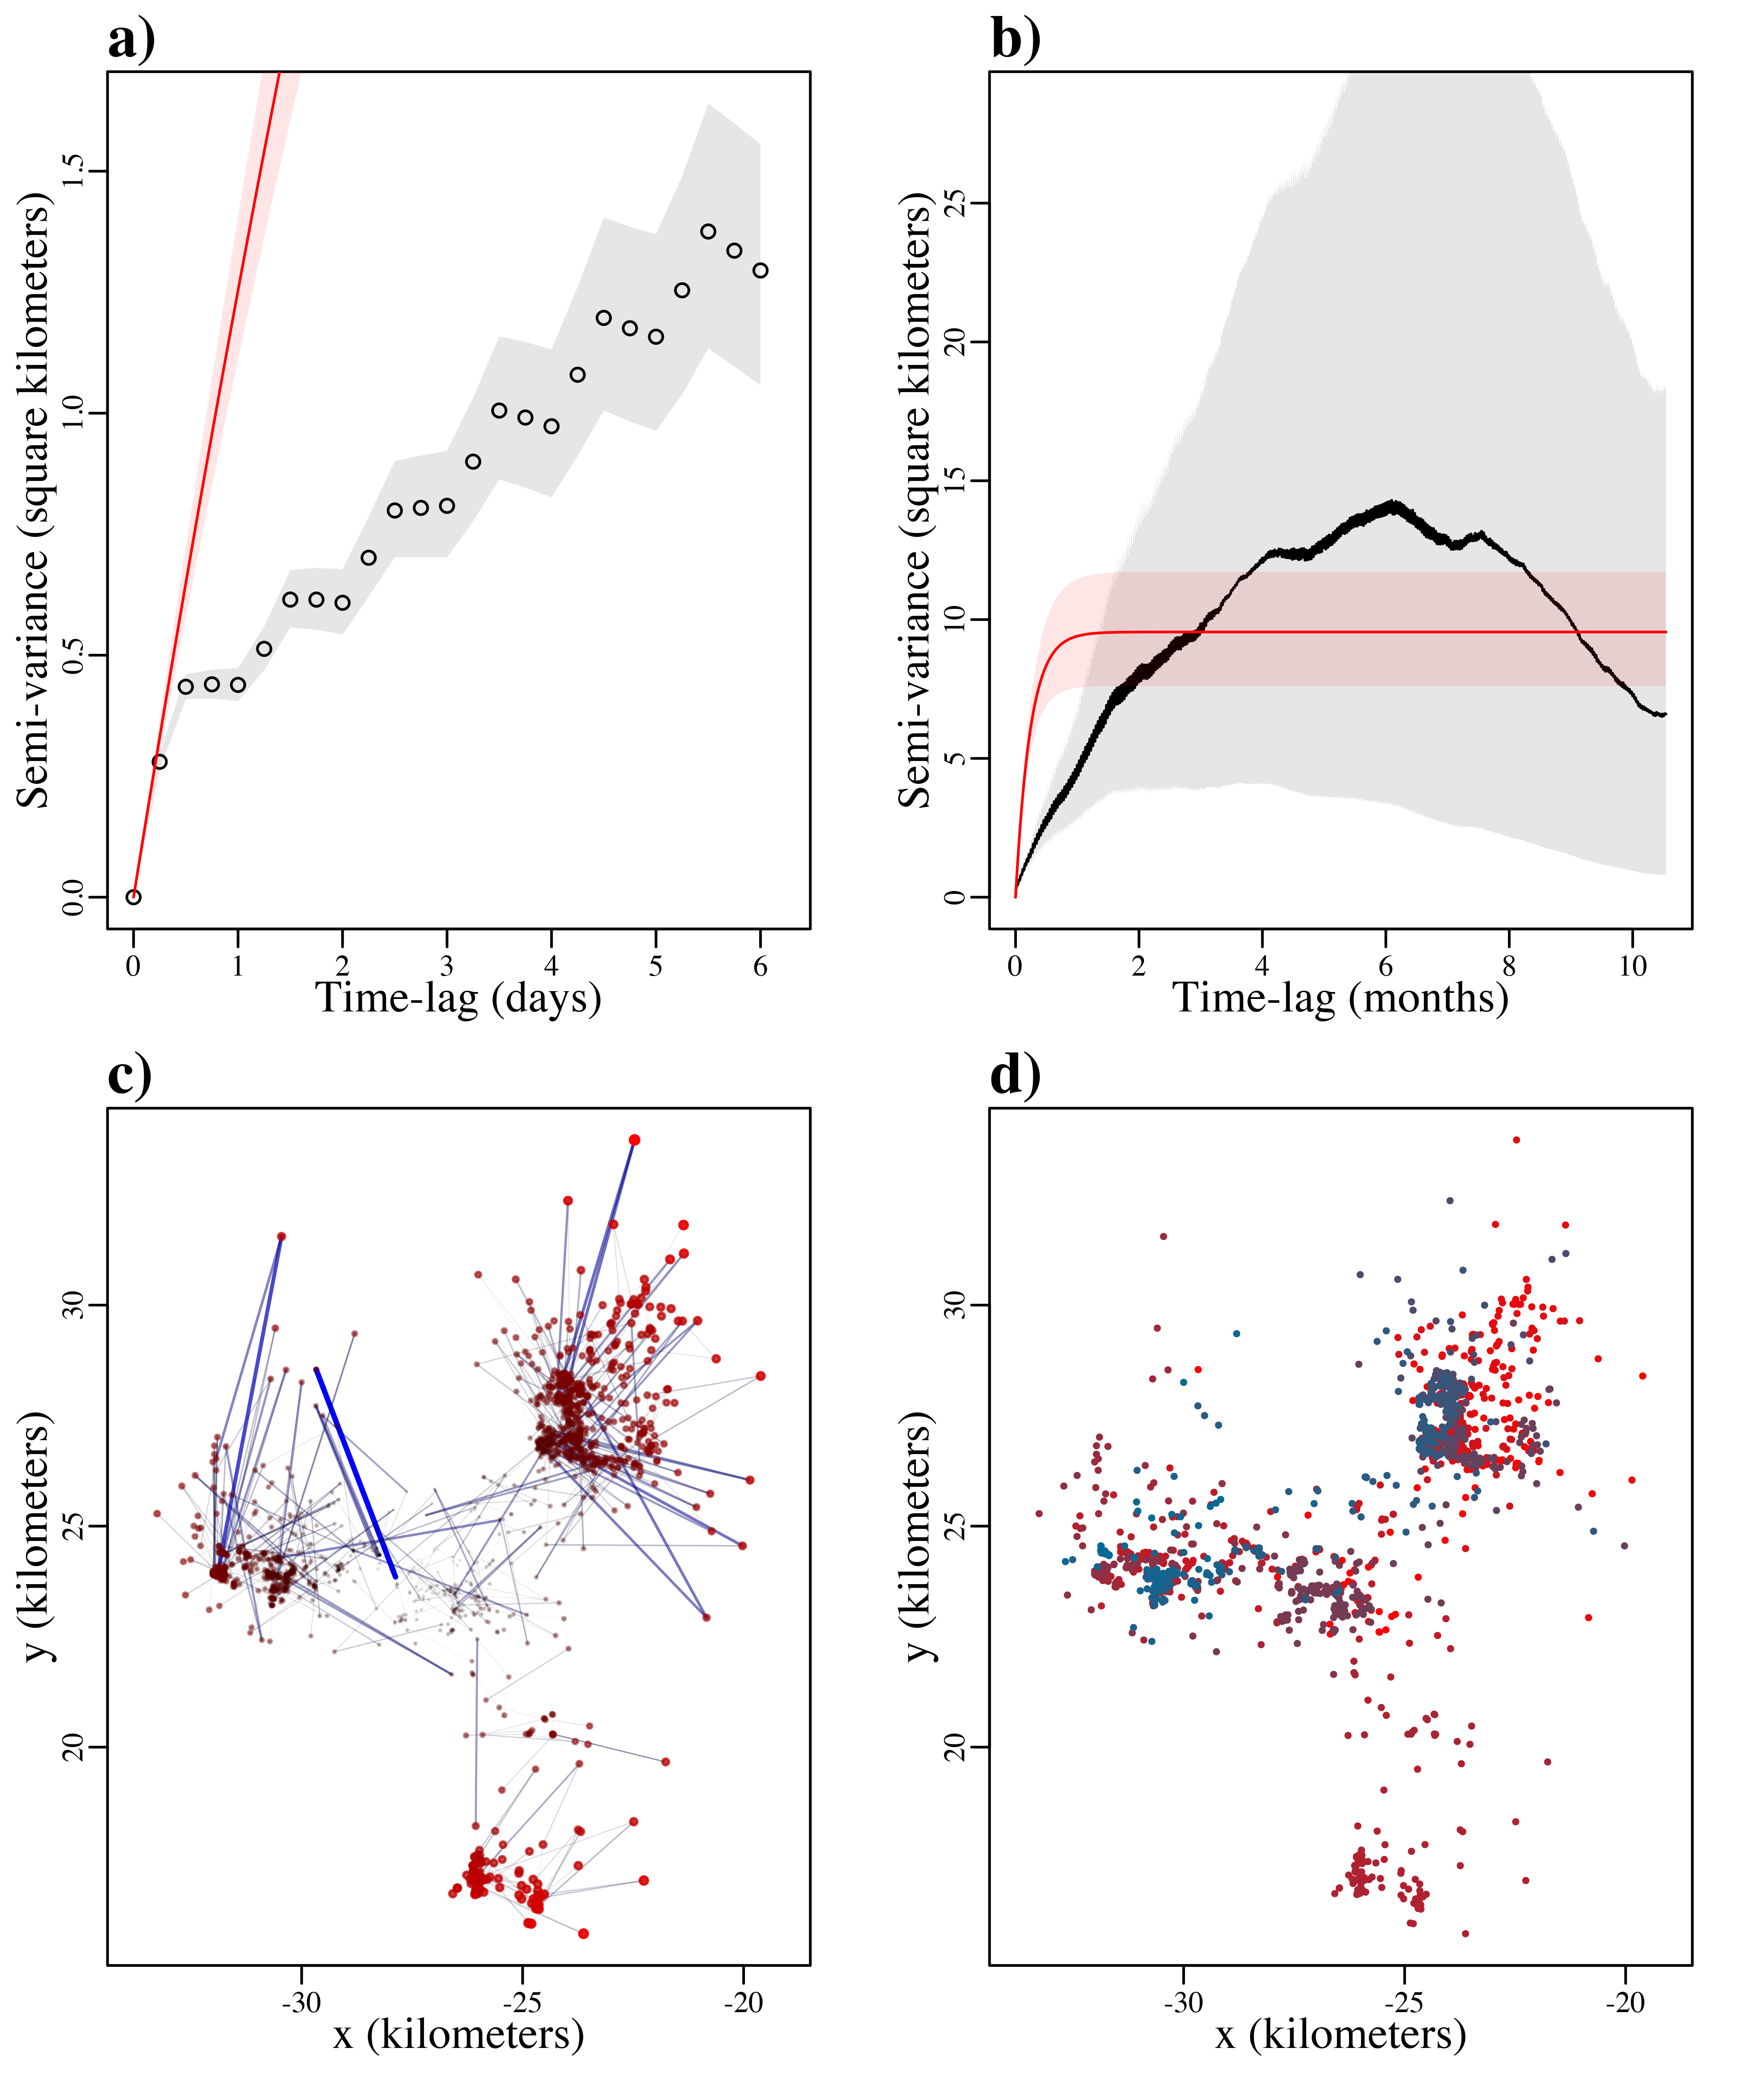 a)
Semi-variance (square kilometers)
1.5
1.0
0.5
0.0
0 1 2 3 4 5 6
Time-lag (days)
b)
Semi-variance (square kilometers)
25
20
15
10
5
0
0 2 4 6 8 10
Time-lag (months)
c)
y (kilometers)
30
25
20
-30 -25 -20
x (kilometers)
d)
y (kilometers)
30
25
20
-30 -25 -20
x (kilometers)